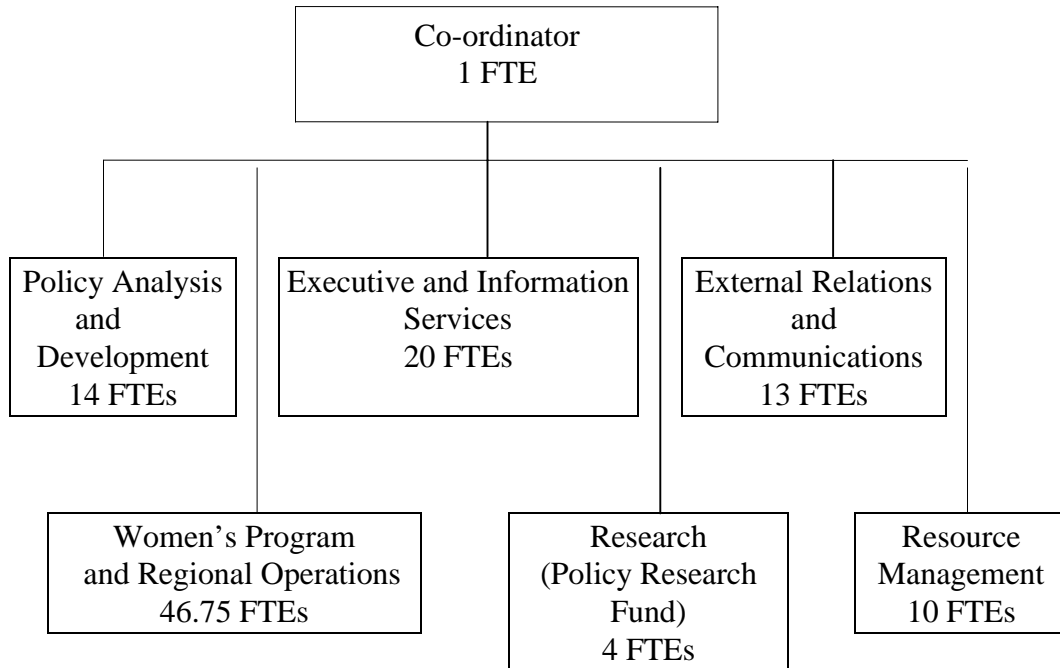 Co-ordinator
1 FTE
Policy Analysis
and
Development
14 FTEs
Executive and Information
Services
20 FTEs
External Relations
and
Communications
13 FTEs
Women’s Program
and Regional Operations
46.75 FTEs
Research
(Policy Research
Fund)
4 FTEs
Resource
Management
10 FTEs